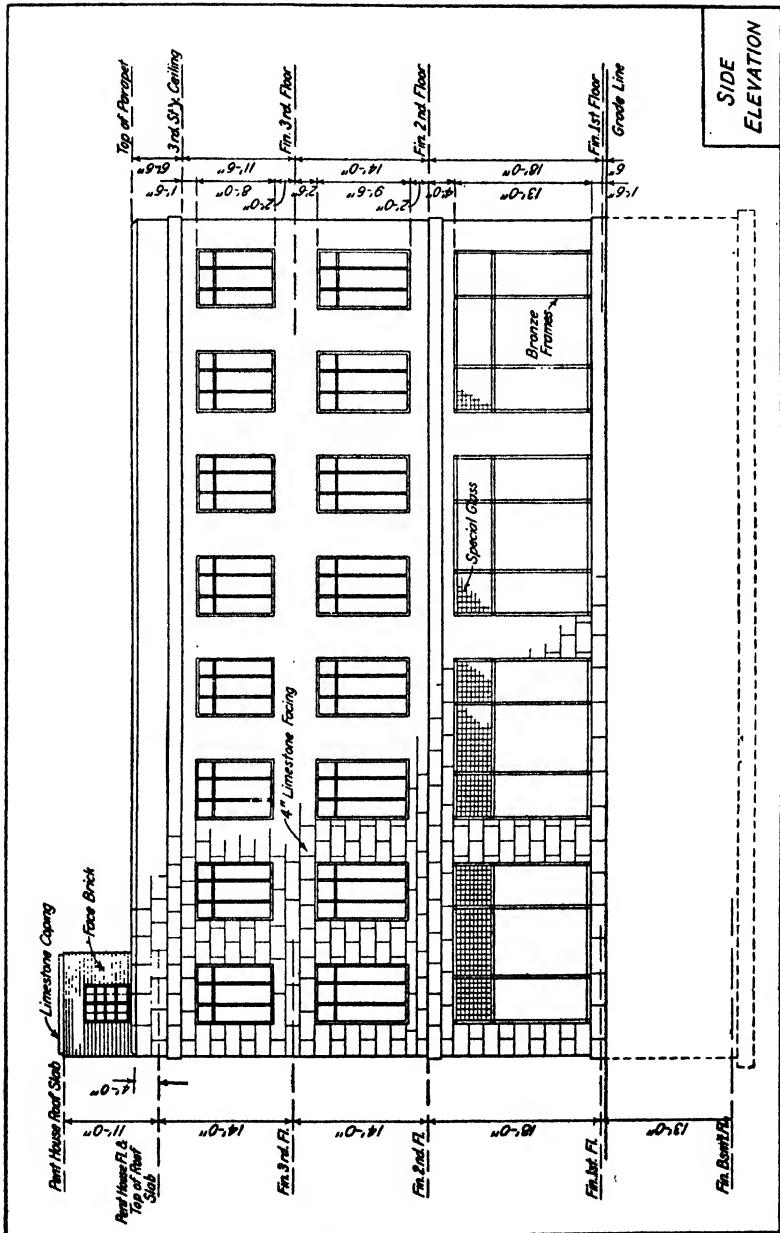 Limestone Coping
Pent House Roof Slab
Face Brick
4'-0"
11'-0"
Pent House Fl. &
Top of Roof
Slab
14'-0"
Fin. 3rd. Fl.
14'-0"
Fin. 2nd. Fl.
18'-0"
Fin. 1st. Fl.
13'-0"
Fin. Bsm't. Fl.
4" Limestone Facing
Special Glass
Bronze
Frames
Top of Parapet
6'-6"
3rd. St'y. Ceiling
1'-6"
8'-0"
11'-6"
2'-0"
Fin. 3rd. Floor
2'-6"
9'-6"
14'-0"
2'-0"
Fin. 2nd. Floor
4'-0"
13'-0"
18'-0"
Fin. 1st Floor
6"
1'-6"
Grade Line
SIDE
ELEVATION